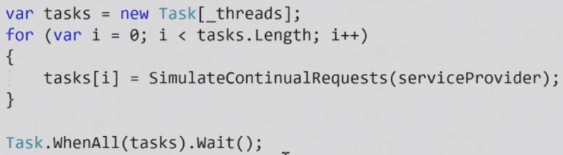 var tasks = new Task[_threads];
for (var i = 0; i < tasks.Length; i++)
{
    tasks[i] = SimulateContinualRequests(serviceProvider);
}
Task.WhenAll(tasks).Wait();